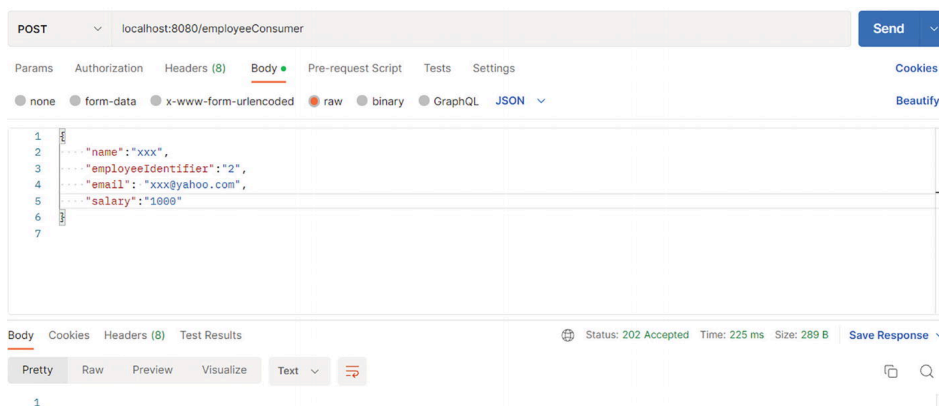 POST localhost:8080/employeeConsumer Send
Params Authorization Headers (8) Body Pre-request Script Tests Settings Cookies
none form-data x-www-form-urlencoded raw binary GraphQL JSON Beautify
1 {
2 "name":"xxx",
3 "employeeIdentifier":"2",
4 "email": "xxx@yahoo.com",
5 "salary":"1000"
6 }
7
Body Cookies Headers (8) Test Results Status: 202 Accepted Time: 225 ms Size: 289 B Save Response
Pretty Raw Preview Visualize Text
1